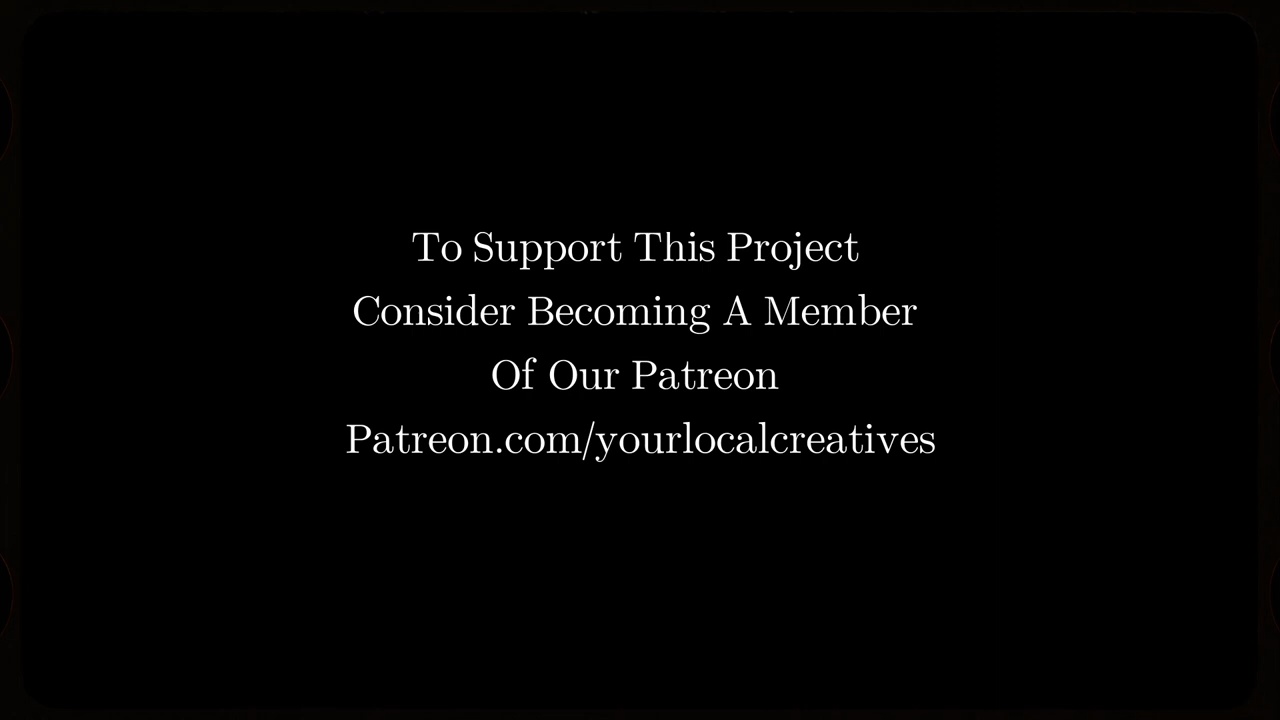 To Support This Project
Consider Becoming A Member
Of Our Patreon
Patreon.com/yourlocalcreatives